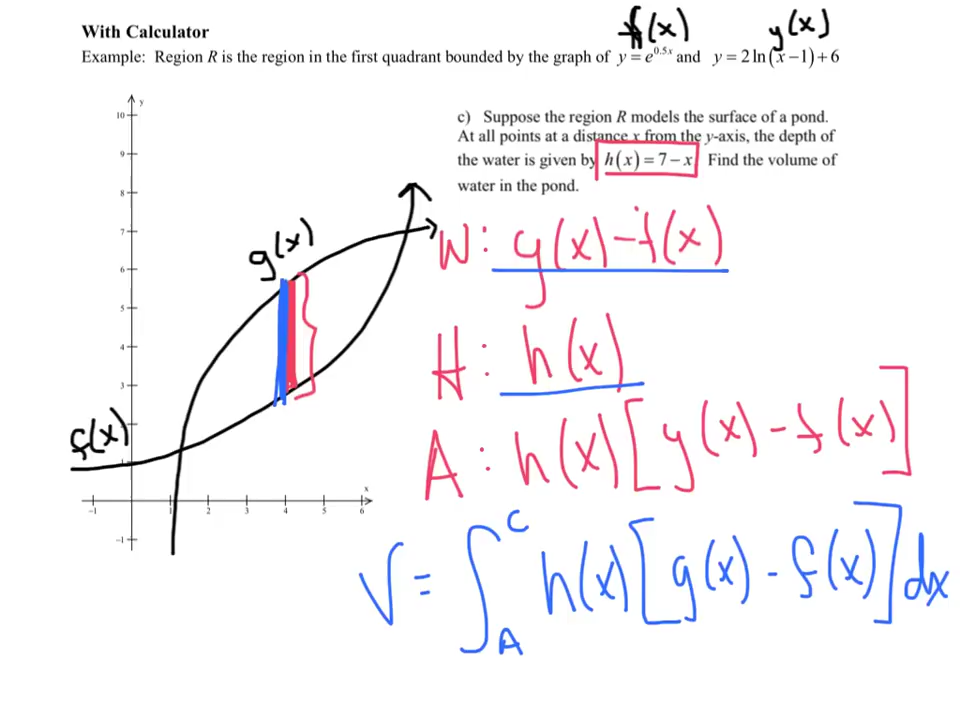 With Calculator
f(x) g(x)
Example: Region R is the region in the first quadrant bounded by the graph of y = e^{0.5x} and y = 2 ln(x − 1) + 6
c) Suppose the region R models the surface of a pond.
At all points at a distance x from the y-axis, the depth of
the water is given by h(x) = 7 − x Find the volume of
water in the pond.
y
10
9
8
7
6
5
4
3
1
−1
−1 1 2 3 4 5 6
x
g(x)
f(x)
W: g(x) − f(x)
H: h(x)
A: h(x)[g(x) − f(x)]
V = ∫_A^C h(x)[g(x) − f(x)]dx